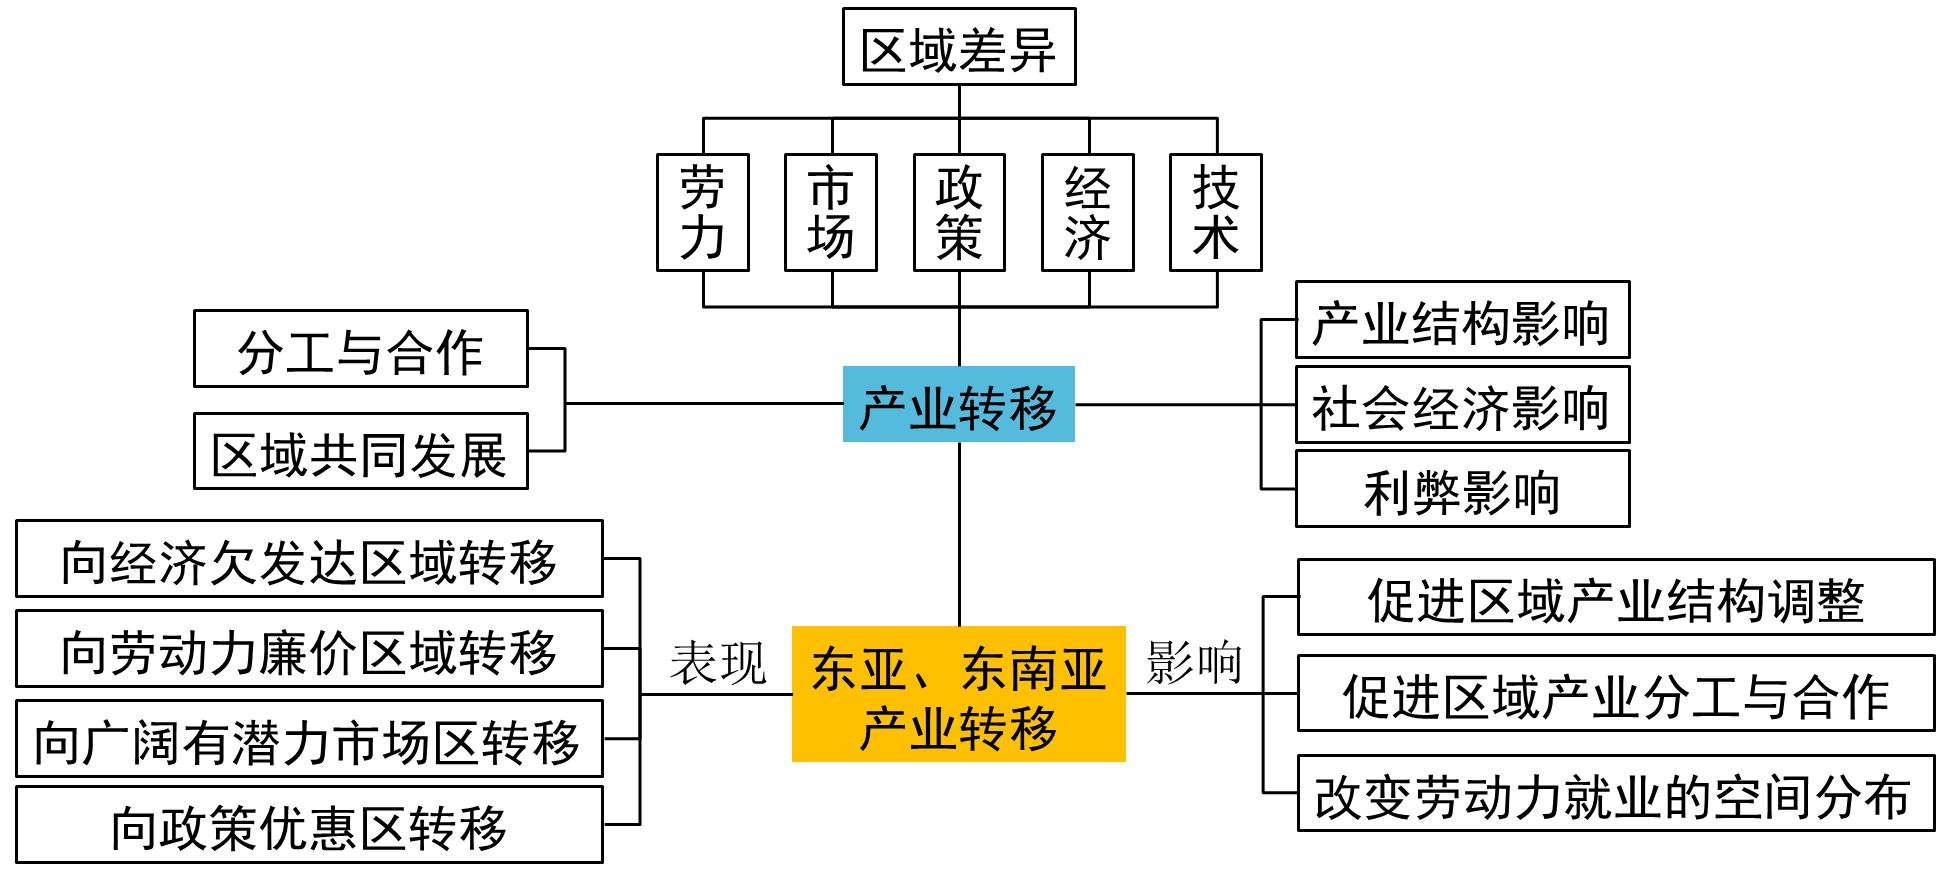 区域差异
劳力
市场
政策
经济
技术
分工与合作
区域共同发展
产业转移
产业结构影响
社会经济影响
利弊影响
向经济欠发达区域转移
向劳动力廉价区域转移
向广阔有潜力市场区转移
向政策优惠区转移
表现
东亚、东南亚
产业转移
影响
促进区域产业结构调整
促进区域产业分工与合作
改变劳动力就业的空间分布